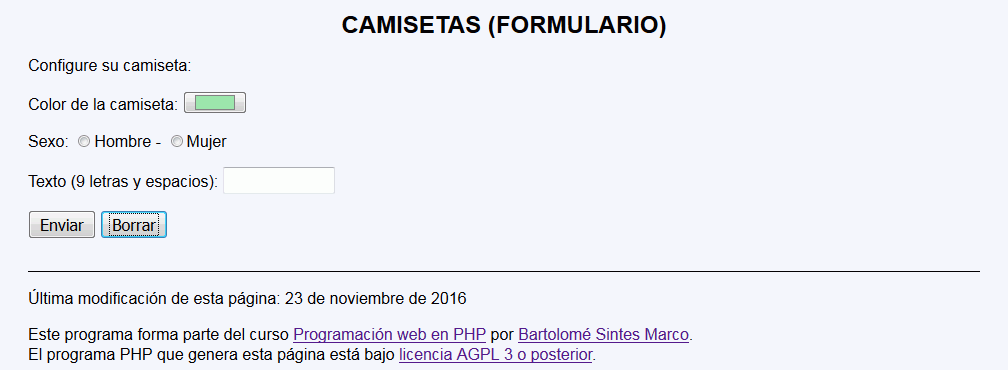 CAMISETAS (FORMULARIO)
Configure su camiseta:
Color de la camiseta:
Sexo: Hombre - Mujer
Texto (9 letras y espacios):
Enviar Borrar
Última modificación de esta página: 23 de noviembre de 2016
Este programa forma parte del curso Programación web en PHP por Bartolomé Sintes Marco.
El programa PHP que genera esta página está bajo licencia AGPL 3 o posterior.